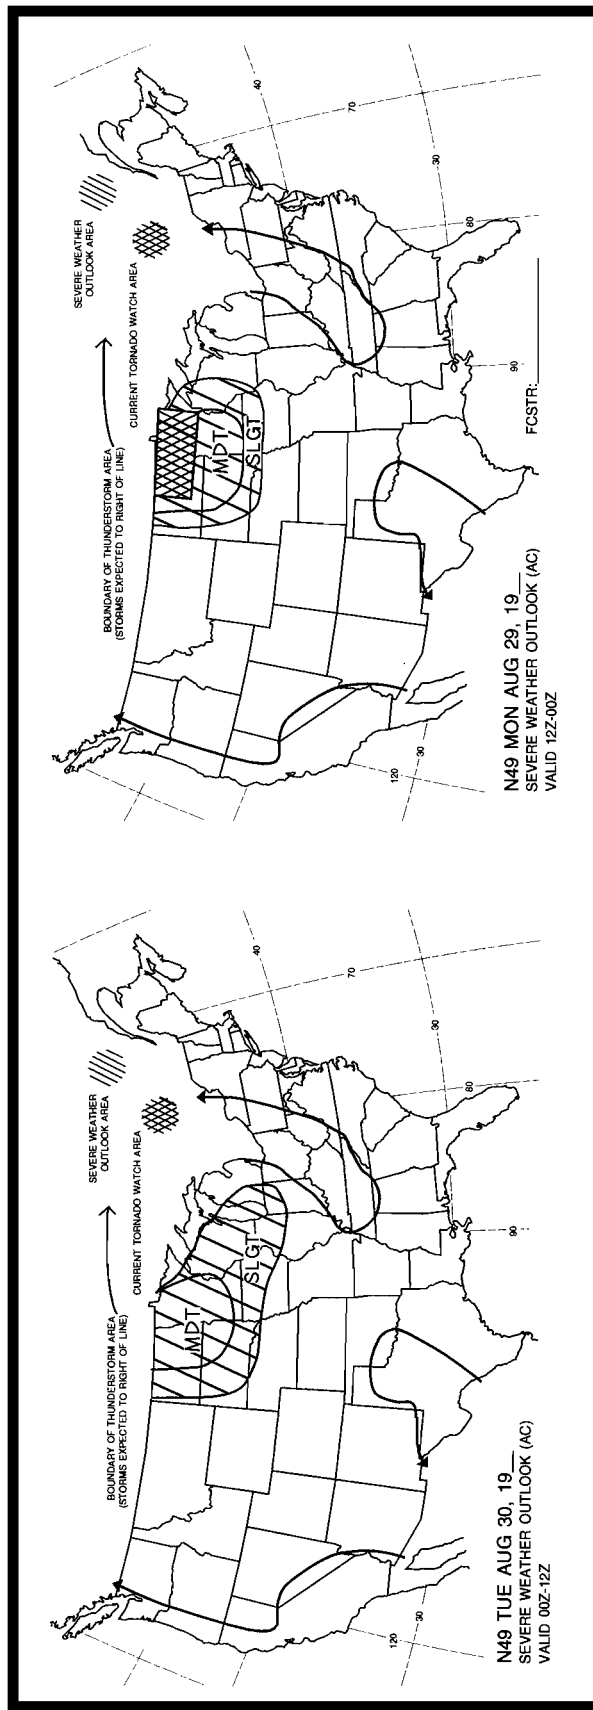 SEVERE WEATHER
OUTLOOK AREA
CURRENT TORNADO WATCH AREA
BOUNDARY OF THUNDERSTORM AREA
(STORMS EXPECTED TO RIGHT OF LINE)
MDT
SLGT
40
70
30
80
90
30
120
FCSTR:
N49 MON AUG 29, 19__
SEVERE WEATHER OUTLOOK (AC)
VALID 12Z-00Z
SEVERE WEATHER
OUTLOOK AREA
CURRENT TORNADO WATCH AREA
BOUNDARY OF THUNDERSTORM AREA
(STORMS EXPECTED TO RIGHT OF LINE)
MDT
SLGT
40
70
30
80
90
30
120
N49 TUE AUG 30, 19__
SEVERE WEATHER OUTLOOK (AC)
VALID 00Z-12Z